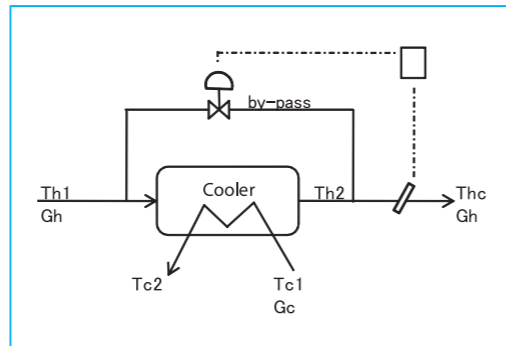 by-pass
Th1
Cooler
Th2
Thc
Gh
Gh
Tc2
Tc1
Gc